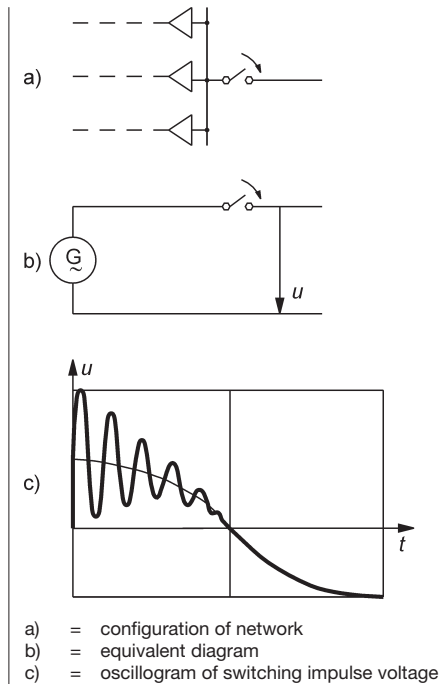 a)
b)
G
~
u
u
c)
t
a) = configuration of network
b) = equivalent diagram
c) = oscillogram of switching impulse voltage